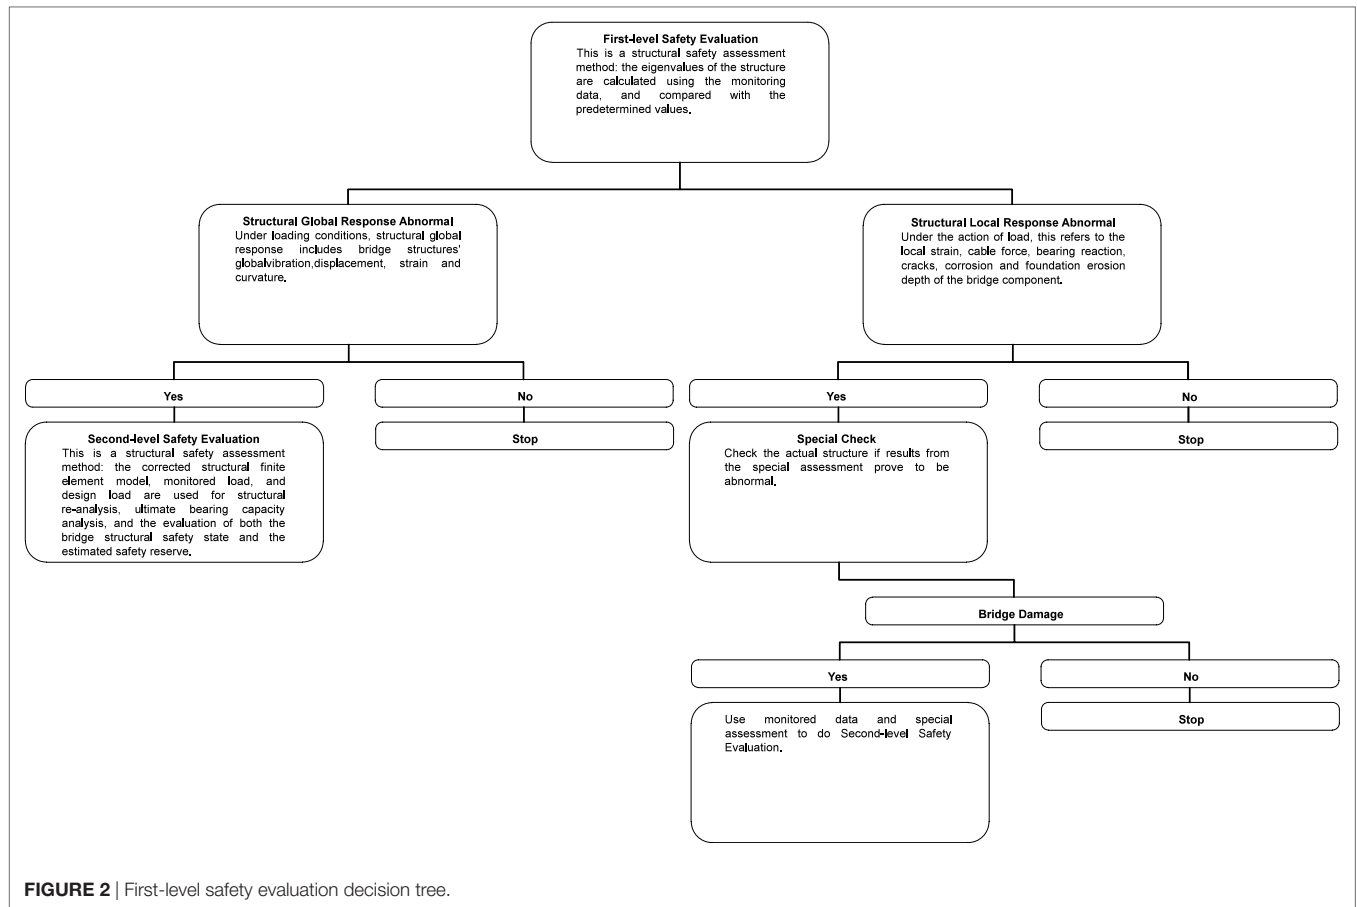 First-level Safety Evaluation
This is a structural safety assessment
method: the eigenvalues of the structure
are calculated using the monitoring
data, and compared with the
predetermined values.
Structural Global Response Abnormal
Under loading conditions, structural global
response includes bridge structures'
globalvibration,displacement, strain and
curvature.
Structural Local Response Abnormal
Under the action of load, this refers to the
local strain, cable force, bearing reaction,
cracks, corrosion and foundation erosion
depth of the bridge component.
Yes
No
Yes
No
Second-level Safety Evaluation
This is a structural safety assessment
method: the corrected structural finite
element model, monitored load, and
design load are used for structural
re-analysis, ultimate bearing capacity
analysis, and the evaluation of both the
bridge structural safety state and the
estimated safety reserve.
Stop
Special Check
Check the actual structure if results from
the special assessment prove to be
abnormal.
Stop
Bridge Damage
Yes
No
Use monitored data and special
assessment to do Second-level Safety
Evaluation.
Stop
FIGURE 2 | First-level safety evaluation decision tree.